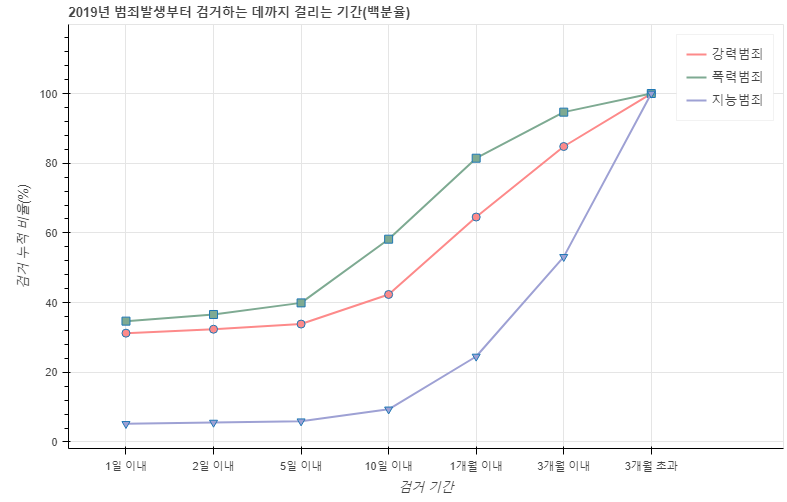 2019년 범죄발생부터 검거하는 데까지 걸리는 기간(백분율)
강력범죄
폭력범죄
지능범죄
검거 누적 비율(%)
100
80
60
40
20
0
1일 이내 2일 이내 5일 이내 10일 이내 1개월 이내 3개월 이내 3개월 초과
검거 기간